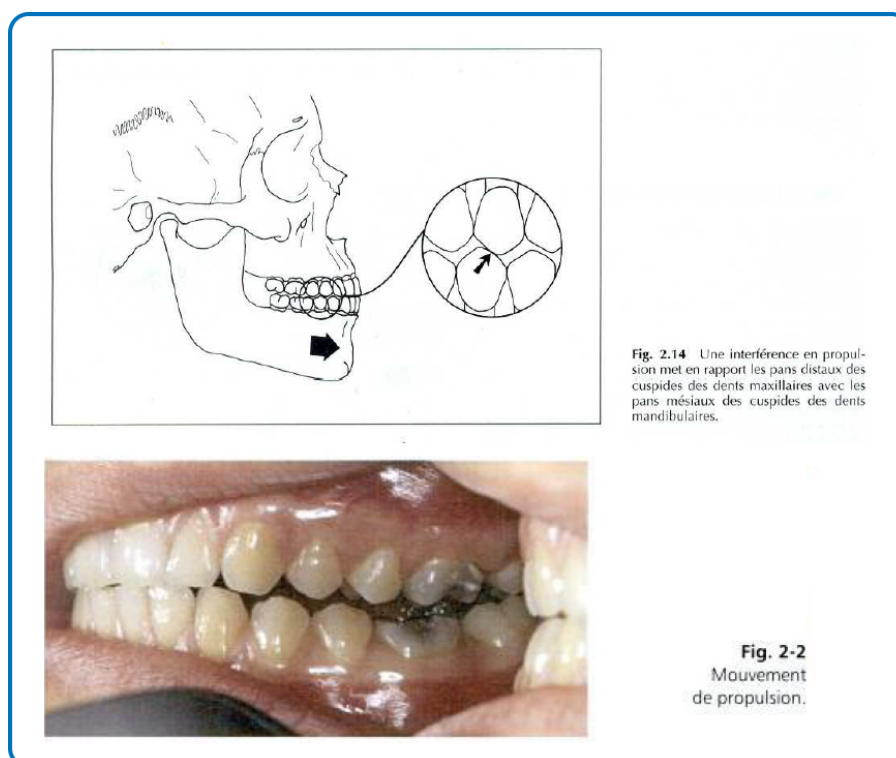 Fig. 2.14 Une interférence en propul-
sion met en rapport les pans distaux des
cuspides des dents maxillaires avec les
pans mésiaux des cuspides des dents
mandibulaires.
Fig. 2-2
Mouvement
de propulsion.